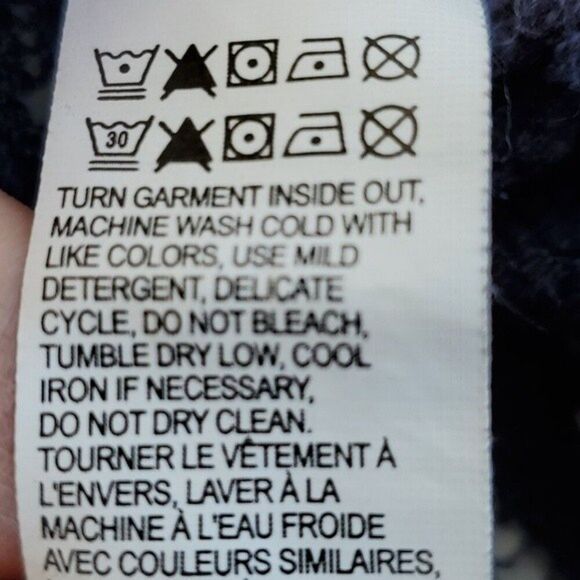 30
TURN GARMENT INSIDE OUT,
MACHINE WASH COLD WITH
LIKE COLORS, USE MILD
DETERGENT, DELICATE
CYCLE, DO NOT BLEACH,
TUMBLE DRY LOW, COOL
IRON IF NECESSARY,
DO NOT DRY CLEAN.
TOURNER LE VÊTEMENT À
L'ENVERS, LAVER À LA
MACHINE À L'EAU FROIDE
AVEC COULEURS SIMILAIRES,